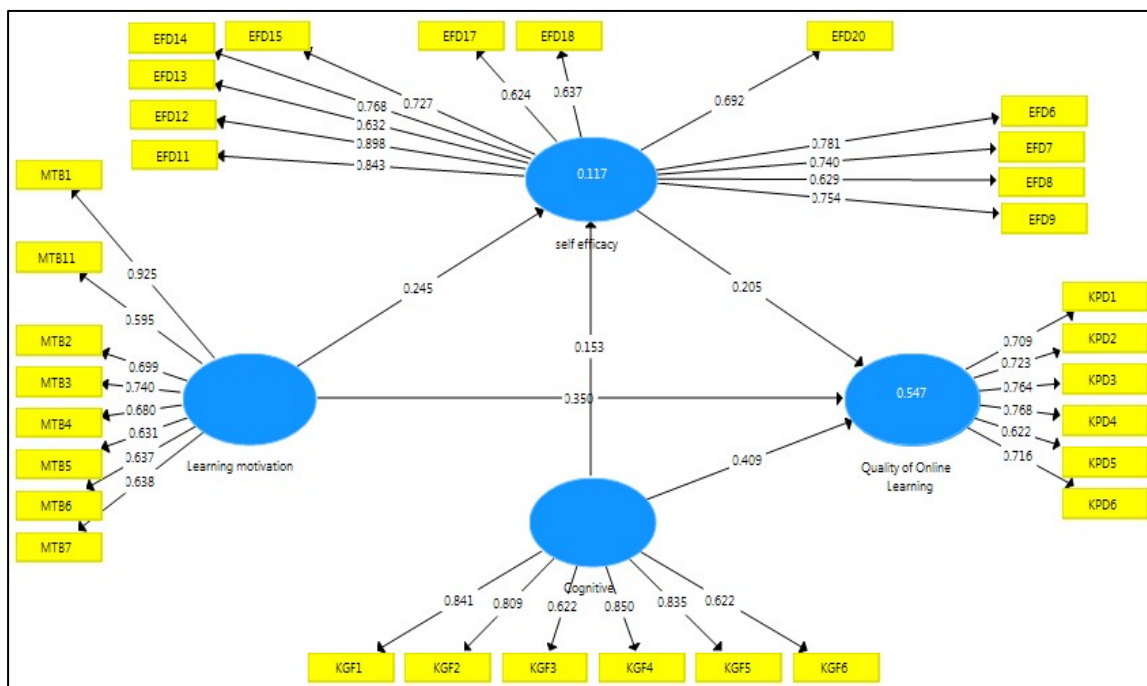 EFD14
EFD15
EFD17
EFD18
EFD20
EFD13
EFD12
EFD11
0.768
0.727
0.632
0.898
0.843
0.624
0.637
0.692
EFD6
EFD7
EFD8
EFD9
0.781
0.740
0.629
0.754
0.117
self efficacy
MTB1
MTB11
MTB2
MTB3
MTB4
MTB5
MTB6
MTB7
0.925
0.595
0.699
0.740
0.680
0.631
0.637
0.638
Learning motivation
0.245
0.205
0.153
0.350
0.409
0.547
Quality of Online
Learning
KPD1
KPD2
KPD3
KPD4
KPD5
KPD6
0.709
0.723
0.764
0.768
0.622
0.716
Cognitive
0.841
0.809
0.622
0.850
0.835
0.622
KGF1
KGF2
KGF3
KGF4
KGF5
KGF6